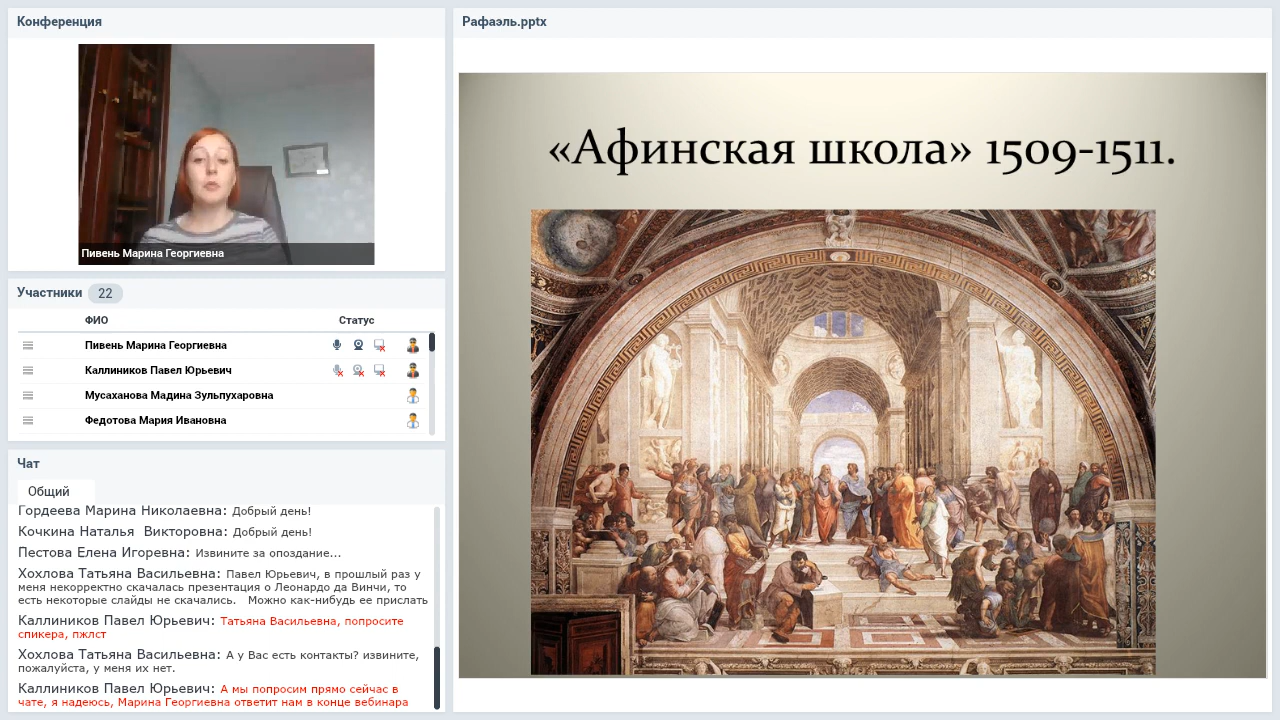 Конференция
Пивень Марина Георгиевна
Участники 22
ФИО Статус
Пивень Марина Георгиевна
Каллиников Павел Юрьевич
Мусаханова Мадина Зульпухаровна
Федотова Мария Ивановна
Чат
Общий
Гордеева Марина Николаевна: Добрый день!
Кочкина Наталья Викторовна: Добрый день!
Пестова Елена Игоревна: Извините за опоздание...
Хохлова Татьяна Васильевна: Павел Юрьевич, в прошлый раз у
меня некорректно скачалась презентация о Леонардо да Винчи, то
есть некоторые слайды не скачались. Можно как-нибудь ее прислать
Каллиников Павел Юрьевич: Татьяна Васильевна, попросите
спикера, пжлст
Хохлова Татьяна Васильевна: А у Вас есть контакты? извините,
пожалуйста, у меня их нет.
Каллиников Павел Юрьевич: А мы попросим прямо сейчас в
чате, я надеюсь, Марина Георгиевна ответит нам в конце вебинара
Рафаэль.pptx
«Афинская школа» 1509-1511.